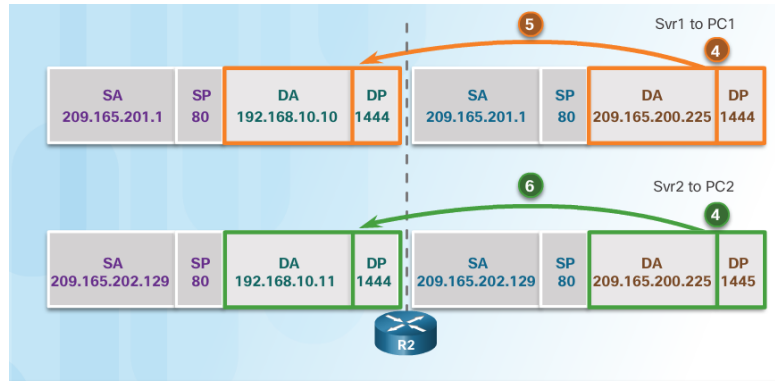 5
Svr1 to PC1
4
SA SP DA DP SA SP DA DP
209.165.201.1 80 192.168.10.10 1444 209.165.201.1 80 209.165.200.225 1444
6
Svr2 to PC2
4
SA SP DA DP SA SP DA DP
209.165.202.129 80 192.168.10.11 1444 209.165.202.129 80 209.165.200.225 1445
R2